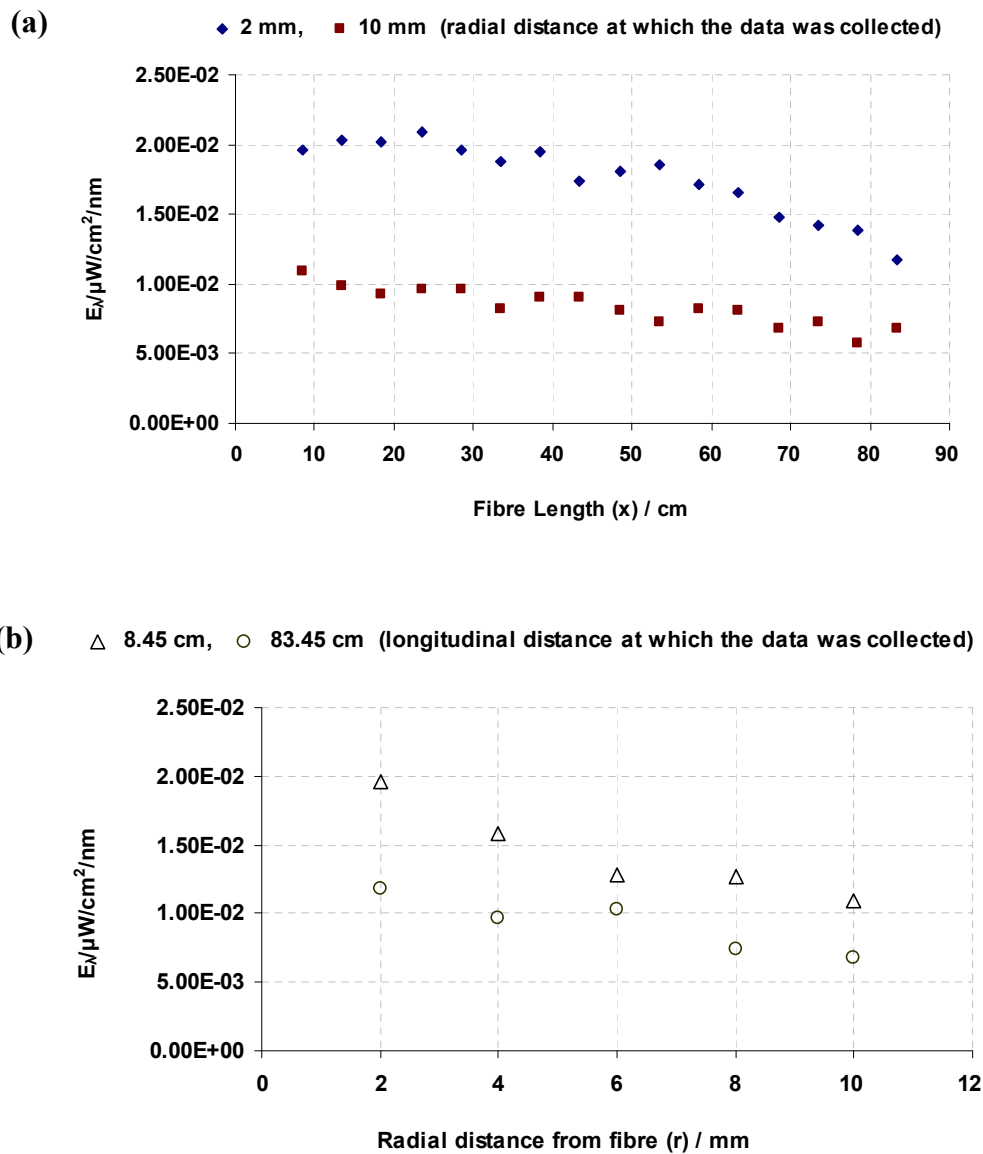 (a)
2 mm, 10 mm (radial distance at which the data was collected)
2.50E-02
2.00E-02
1.50E-02
1.00E-02
5.00E-03
0.00E+00
Eλ/µW/cm²/nm
0 10 20 30 40 50 60 70 80 90
Fibre Length (x) / cm
(b)
8.45 cm, 83.45 cm (longitudinal distance at which the data was collected)
2.50E-02
2.00E-02
1.50E-02
1.00E-02
5.00E-03
0.00E+00
Eλ/µW/cm²/nm
0 2 4 6 8 10 12
Radial distance from fibre (r) / mm